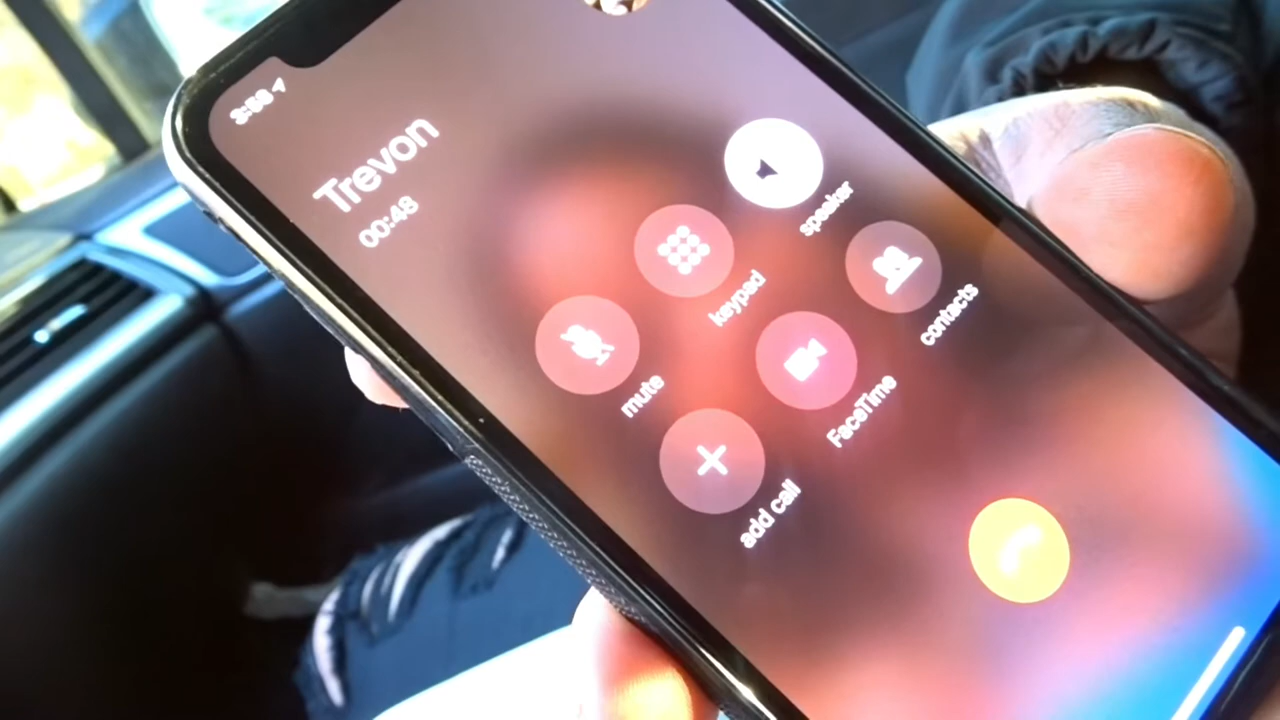 Trevon
00:48
mute
keypad
speaker
add call
FaceTime
contacts